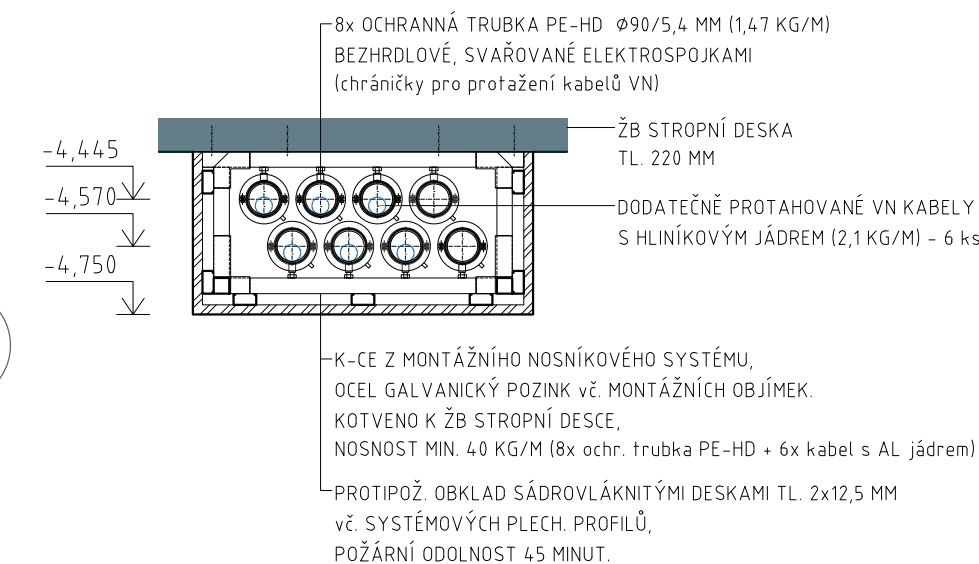 8x OCHRANNÁ TRUBKA PE-HD Ø90/5,4 MM (1,47 KG/M)
BEZHRDLOVÉ, SVAŘOVANÉ ELEKTROSPOJKAMI
(chráničky pro protažení kabelů VN)
ŽB STROPNÍ DESKA
TL. 220 MM
-4,445
-4,570
-4,750
DODATEČNĚ PROTAHOVANÉ VN KABELY
S HLINÍKOVÝM JÁDREM (2,1 KG/M) - 6 ks
K-CE Z MONTÁŽNÍHO NOSNÍKOVÉHO SYSTÉMU,
OCEL GALVANICKÝ POZINK vč. MONTÁŽNÍCH OBJÍMEK.
KOTVENO K ŽB STROPNÍ DESCE,
NOSNOST MIN. 40 KG/M (8x ochr. trubka PE-HD + 6x kabel s AL jádrem)
PROTIPOŽ. OBKLAD SÁDROVLÁKNITÝMI DESKAMI TL. 2x12,5 MM
vč. SYSTÉMOVÝCH PLECH. PROFILŮ,
POŽÁRNÍ ODOLNOST 45 MINUT.